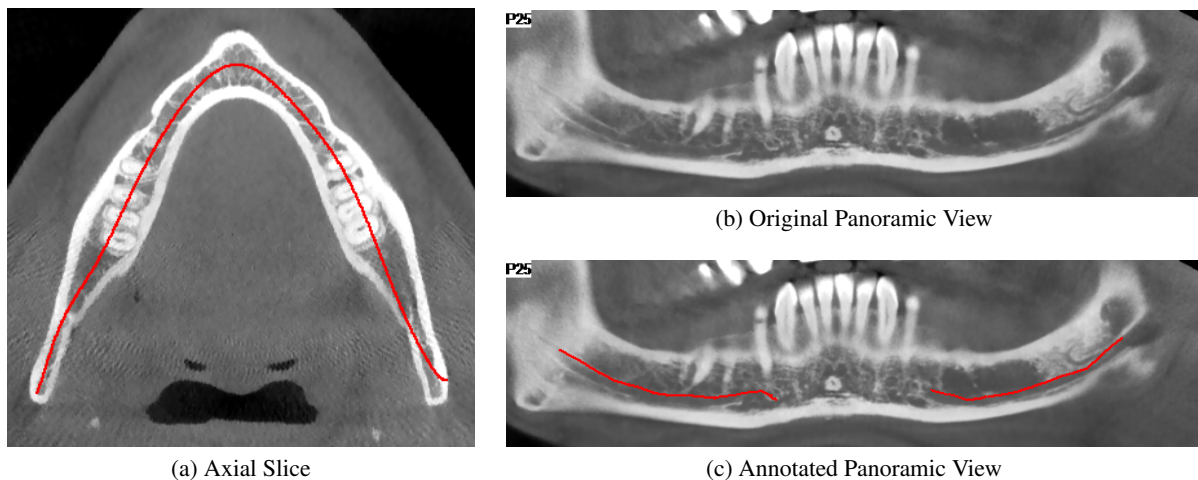 P25
(b) Original Panoramic View
P25
(a) Axial Slice
(c) Annotated Panoramic View